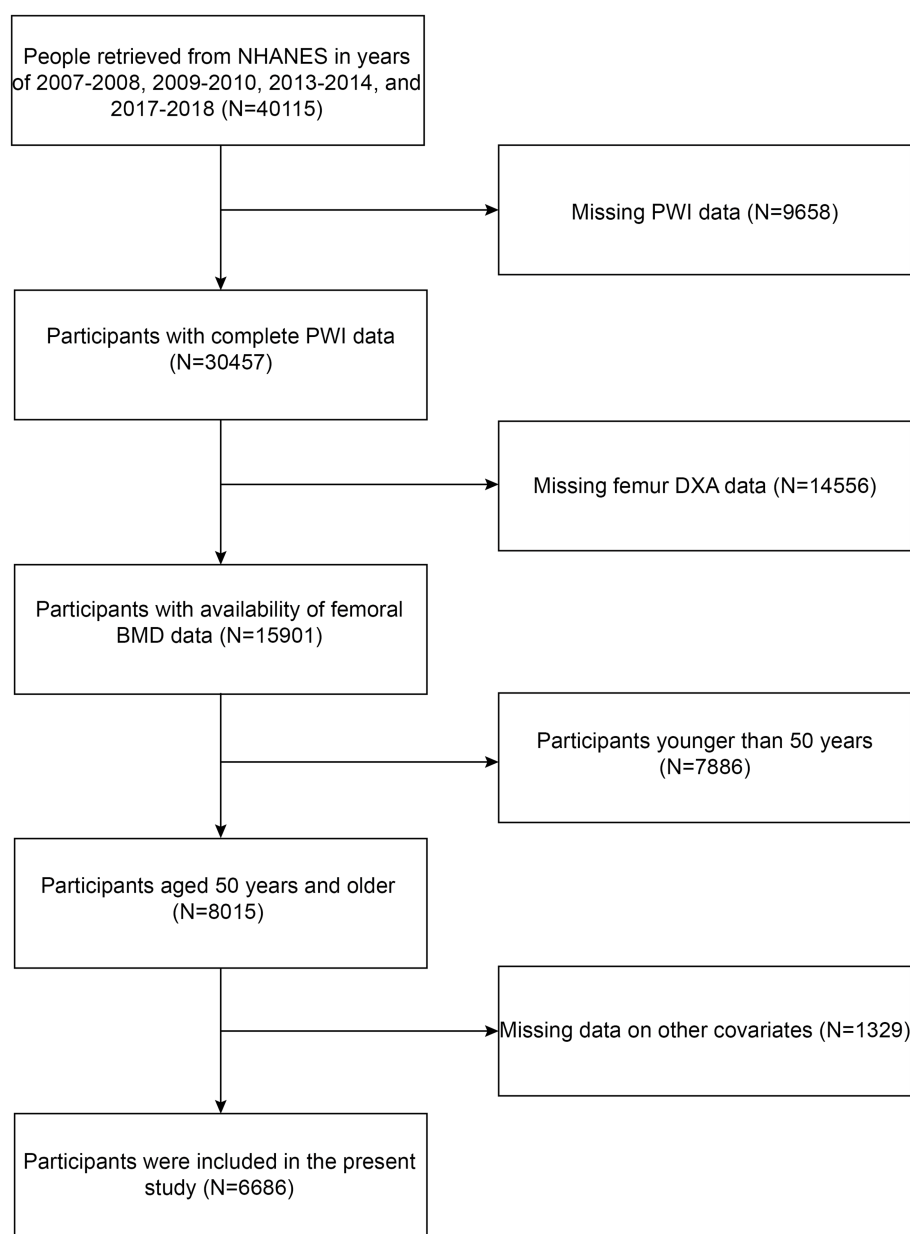 People retrieved from NHANES in years
of 2007-2008, 2009-2010, 2013-2014, and
2017-2018 (N=40115)
Missing PWI data (N=9658)
Participants with complete PWI data
(N=30457)
Missing femur DXA data (N=14556)
Participants with availability of femoral
BMD data (N=15901)
Participants younger than 50 years
(N=7886)
Participants aged 50 years and older
(N=8015)
Missing data on other covariates (N=1329)
Participants were included in the present
study (N=6686)